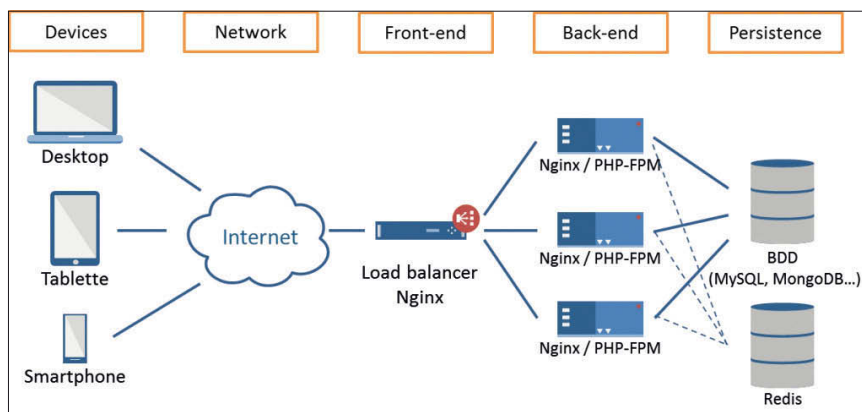 Devices
Network
Front-end
Back-end
Persistence
Desktop
Tablette
Smartphone
Internet
Load balancer
Nginx
Nginx / PHP-FPM
Nginx / PHP-FPM
Nginx / PHP-FPM
BDD
(MySQL, MongoDB...)
Redis